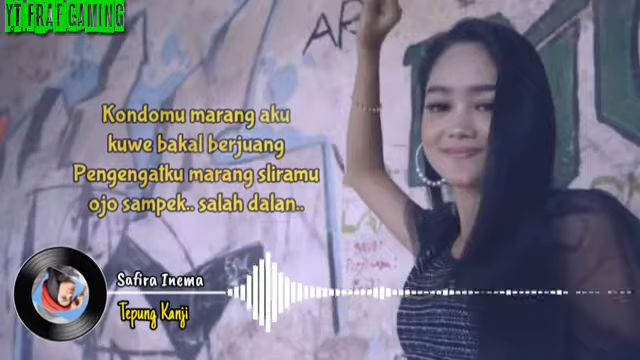 YT FRAF GAMING
AR
Kondomu marang aku
kuwe bakal berjuang
Pengengatku marang sliramu
ojo sampek.. salah dalan..
Safira Inema
Tepung Kanji